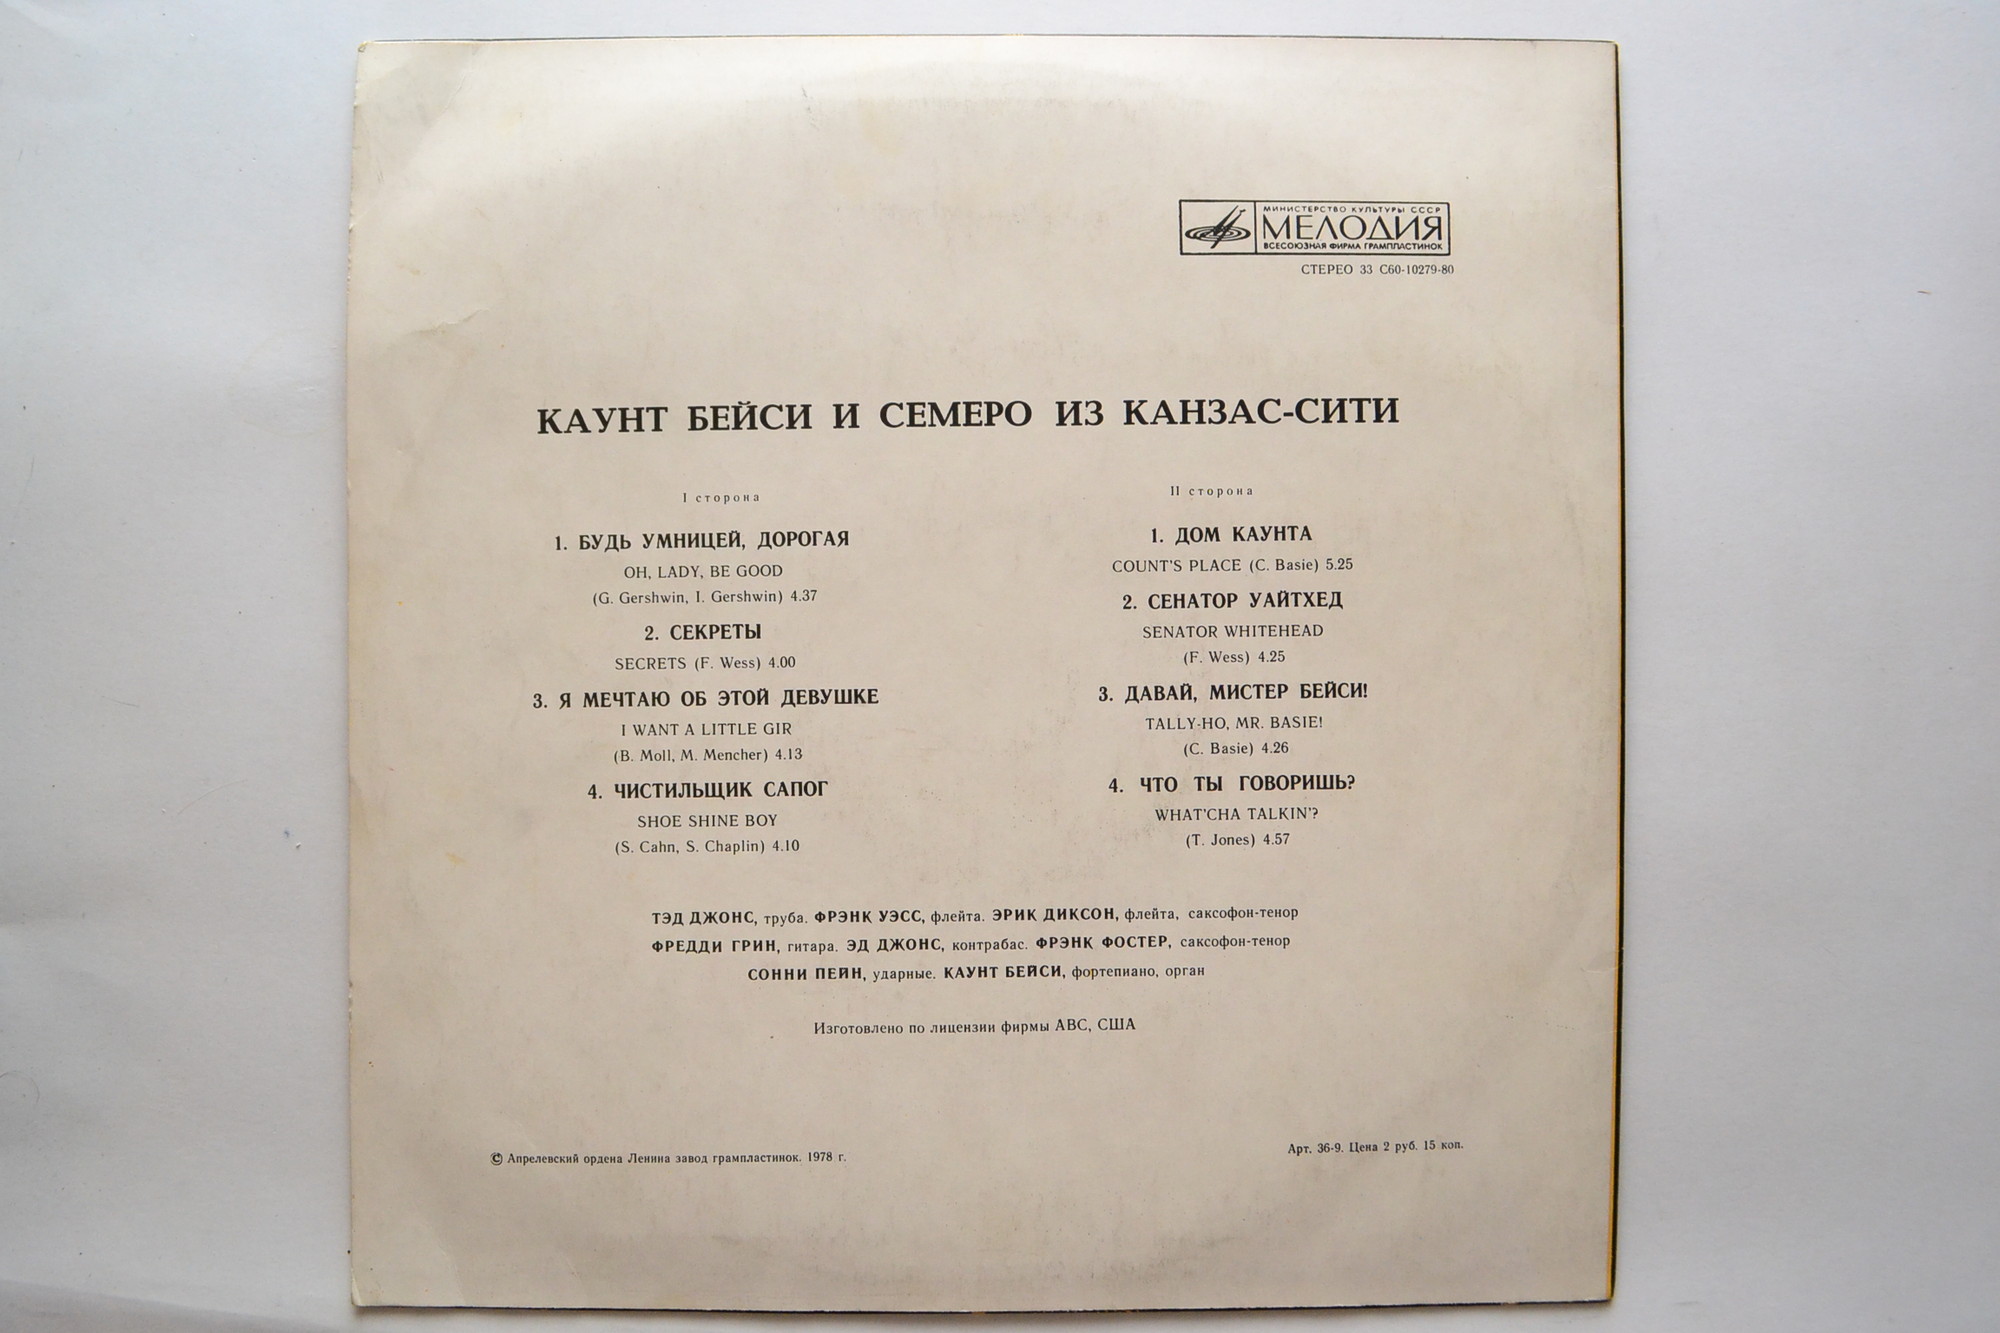 МИНИСТЕРСТВО КУЛЬТУРЫ СССР
МЕЛОДИЯ
ВСЕСОЮЗНАЯ ФИРМА ГРАМПЛАСТИНОК
СТЕРЕО 33 С60-10279-80
КАУНТ БЕЙСИ И СЕМЕРО ИЗ КАНЗАС-СИТИ
I сторона
1. БУДЬ УМНИЦЕЙ, ДОРОГАЯ
OH, LADY, BE GOOD
(G. Gershwin, I. Gershwin) 4.37
2. СЕКРЕТЫ
SECRETS (F. Wess) 4.00
3. Я МЕЧТАЮ ОБ ЭТОЙ ДЕВУШКЕ
I WANT A LITTLE GIR
(B. Moll, M. Mencher) 4.13
4. ЧИСТИЛЬЩИК САПОГ
SHOE SHINE BOY
(S. Cahn, S. Chaplin) 4.10
II сторона
1. ДОМ КАУНТА
COUNT'S PLACE (C. Basie) 5.25
2. СЕНАТОР УАЙТХЕД
SENATOR WHITEHEAD
(F. Wess) 4.25
3. ДАВАЙ, МИСТЕР БЕЙСИ!
TALLY-HO, MR. BASIE!
(C. Basie) 4.26
4. ЧТО ТЫ ГОВОРИШЬ?
WHAT'CHA TALKIN'?
(T. Jones) 4.57
ТЭД ДЖОНС, труба. ФРЭНК УЭСС, флейта. ЭРИК ДИКСОН, флейта, саксофон-тенор
ФРЕДДИ ГРИН, гитара. ЭД ДЖОНС, контрабас. ФРЭНК ФОСТЕР, саксофон-тенор
СОННИ ПЕЙН, ударные. КАУНТ БЕЙСИ, фортепиано, орган
Изготовлено по лицензии фирмы ABC, США
© Апрелевский ордена Ленина завод грампластинок. 1978 г.
Арт. 36-9. Цена 2 руб. 15 коп.